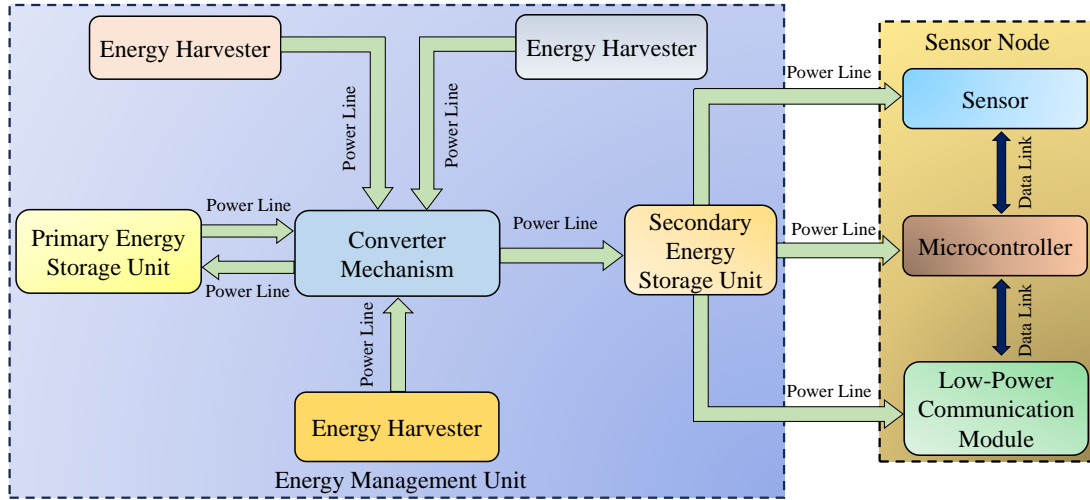 Energy Harvester
Energy Harvester
Sensor Node
Power Line
Power Line
Power Line
Sensor
Data Link
Primary Energy
Storage Unit
Power Line
Power Line
Converter
Mechanism
Power Line
Secondary
Energy
Storage Unit
Power Line
Microcontroller
Power Line
Data Link
Energy Harvester
Power Line
Low-Power
Communication
Module
Energy Management Unit